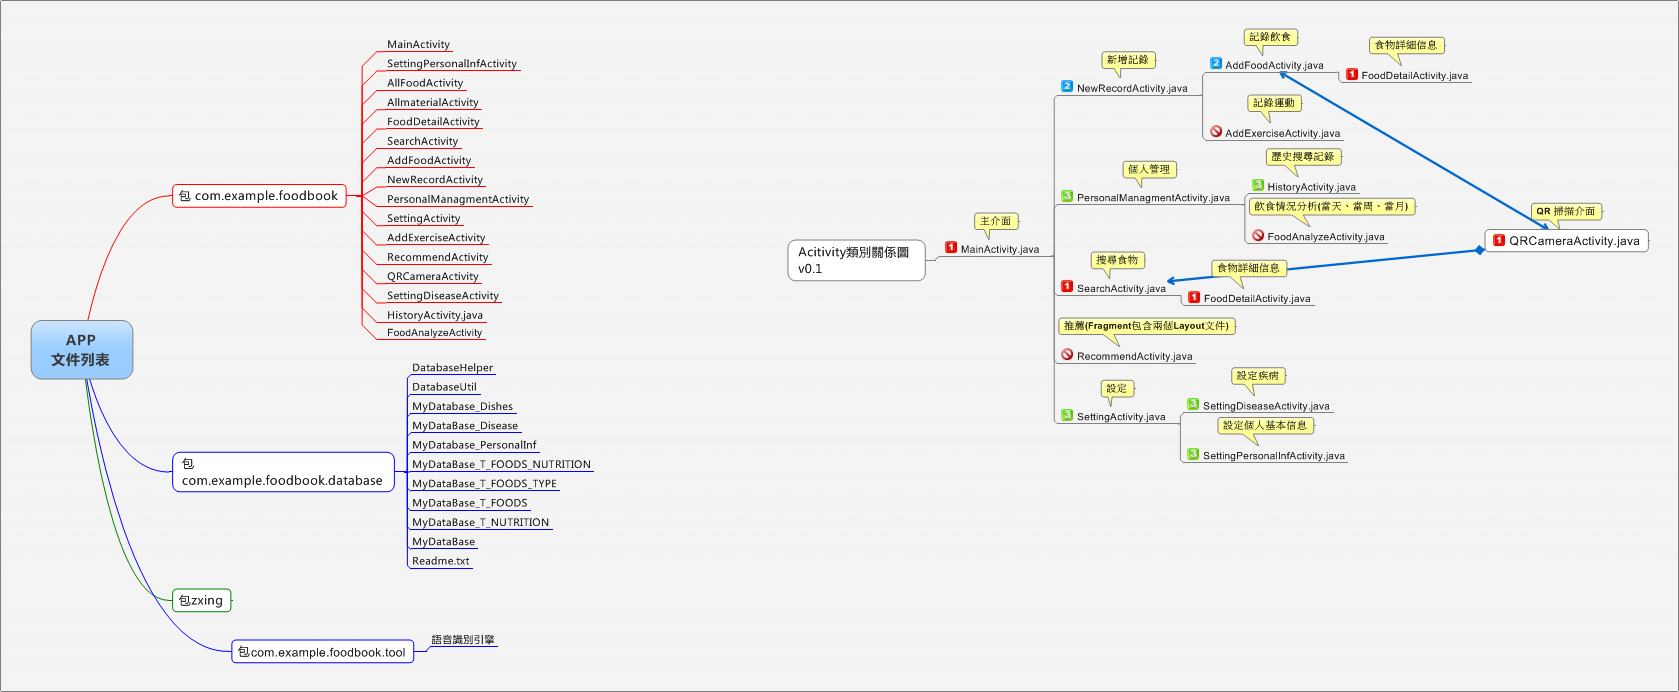 APP
文件列表
包 com.example.foodbook
MainActivity
SettingPersonalInfActivity
AllFoodActivity
AllmaterialActivity
FoodDetailActivity
SearchActivity
AddFoodActivity
NewRecordActivity
PersonalManagmentActivity
SettingActivity
AddExerciseActivity
RecommendActivity
QRCameraActivity
SettingDiseaseActivity
HistoryActivity.java
FoodAnalyzeActivity
包
com.example.foodbook.database
DatabaseHelper
DatabaseUtil
MyDatabase_Dishes
MyDataBase_Disease
MyDatabase_PersonalInf
MyDataBase_T_FOODS_NUTRITION
MyDataBase_T_FOODS_TYPE
MyDataBase_T_FOODS
MyDataBase_T_NUTRITION
MyDataBase
Readme.txt
包zxing
包com.example.foodbook.tool
語音識別引擎
Acitivity類別關係圖
v0.1
主介面
1 MainActivity.java
新增記錄
2 NewRecordActivity.java
記錄飲食
2 AddFoodActivity.java
食物詳細信息
1 FoodDetailActivity.java
記錄運動
AddExerciseActivity.java
個人管理
3 PersonalManagmentActivity.java
歷史搜尋記錄
3 HistoryActivity.java
飲食情況分析(當天、當周、當月)
FoodAnalyzeActivity.java
搜尋食物
1 SearchActivity.java
食物詳細信息
1 FoodDetailActivity.java
推薦(Fragment包含兩個Layout文件)
RecommendActivity.java
設定
3 SettingActivity.java
設定疾病
3 SettingDiseaseActivity.java
設定個人基本信息
3 SettingPersonalInfActivity.java
QR 掃描介面
1 QRCameraActivity.java